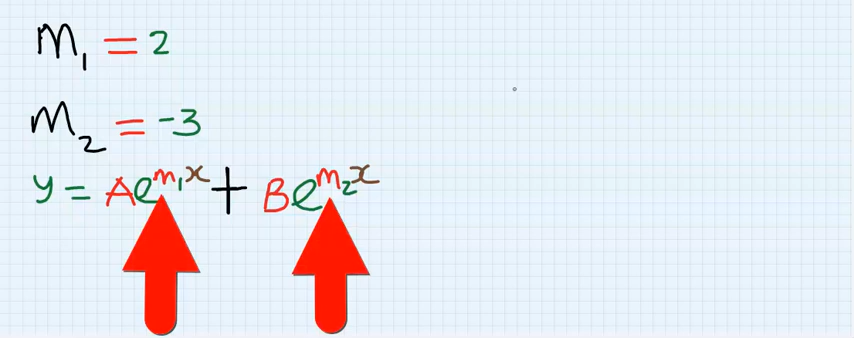 m₁ = 2
m₂ = -3
y = Ae^m₁x + Be^m₂x